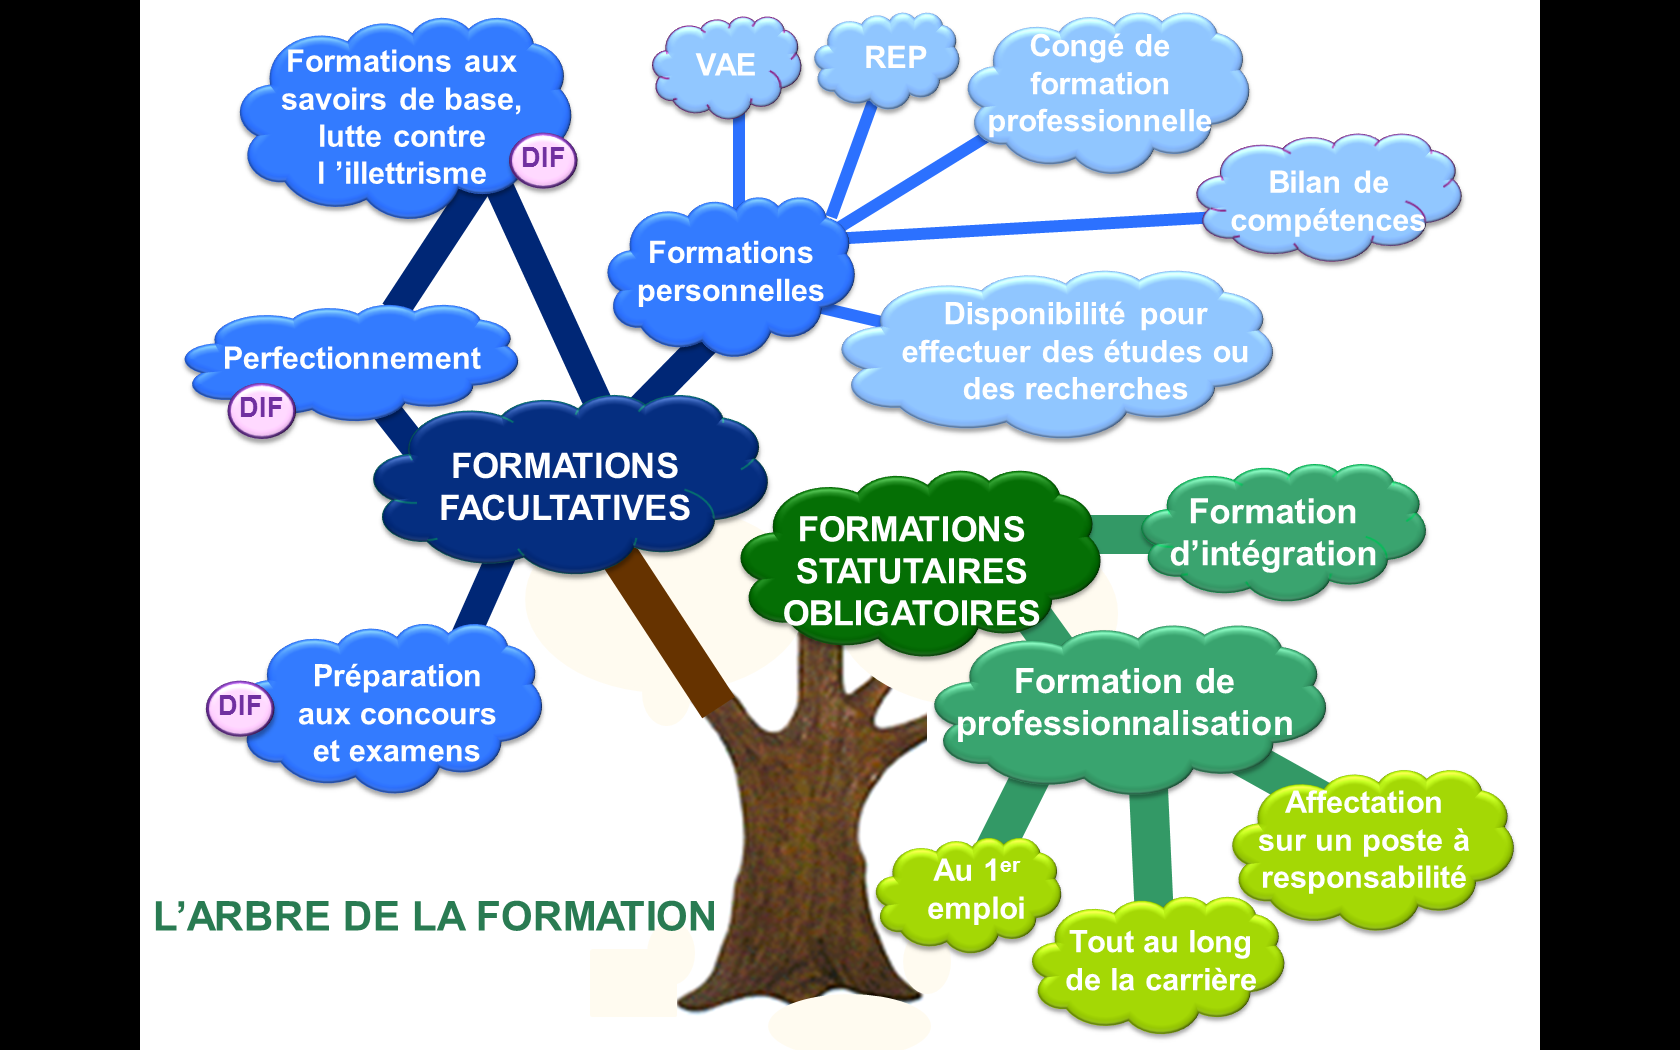 Formations aux
savoirs de base,
lutte contre
l ’illettrisme
DIF
VAE
REP
Congé de
formation
professionnelle
Bilan de
compétences
Formations
personnelles
Disponibilité pour
effectuer des études ou
des recherches
Perfectionnement
DIF
FORMATIONS
FACULTATIVES
Préparation
aux concours
et examens
DIF
FORMATIONS
STATUTAIRES
OBLIGATOIRES
Formation
d’intégration
Formation de
professionnalisation
Au 1er
emploi
Tout au long
de la carrière
Affectation
sur un poste à
responsabilité
L’ARBRE DE LA FORMATION